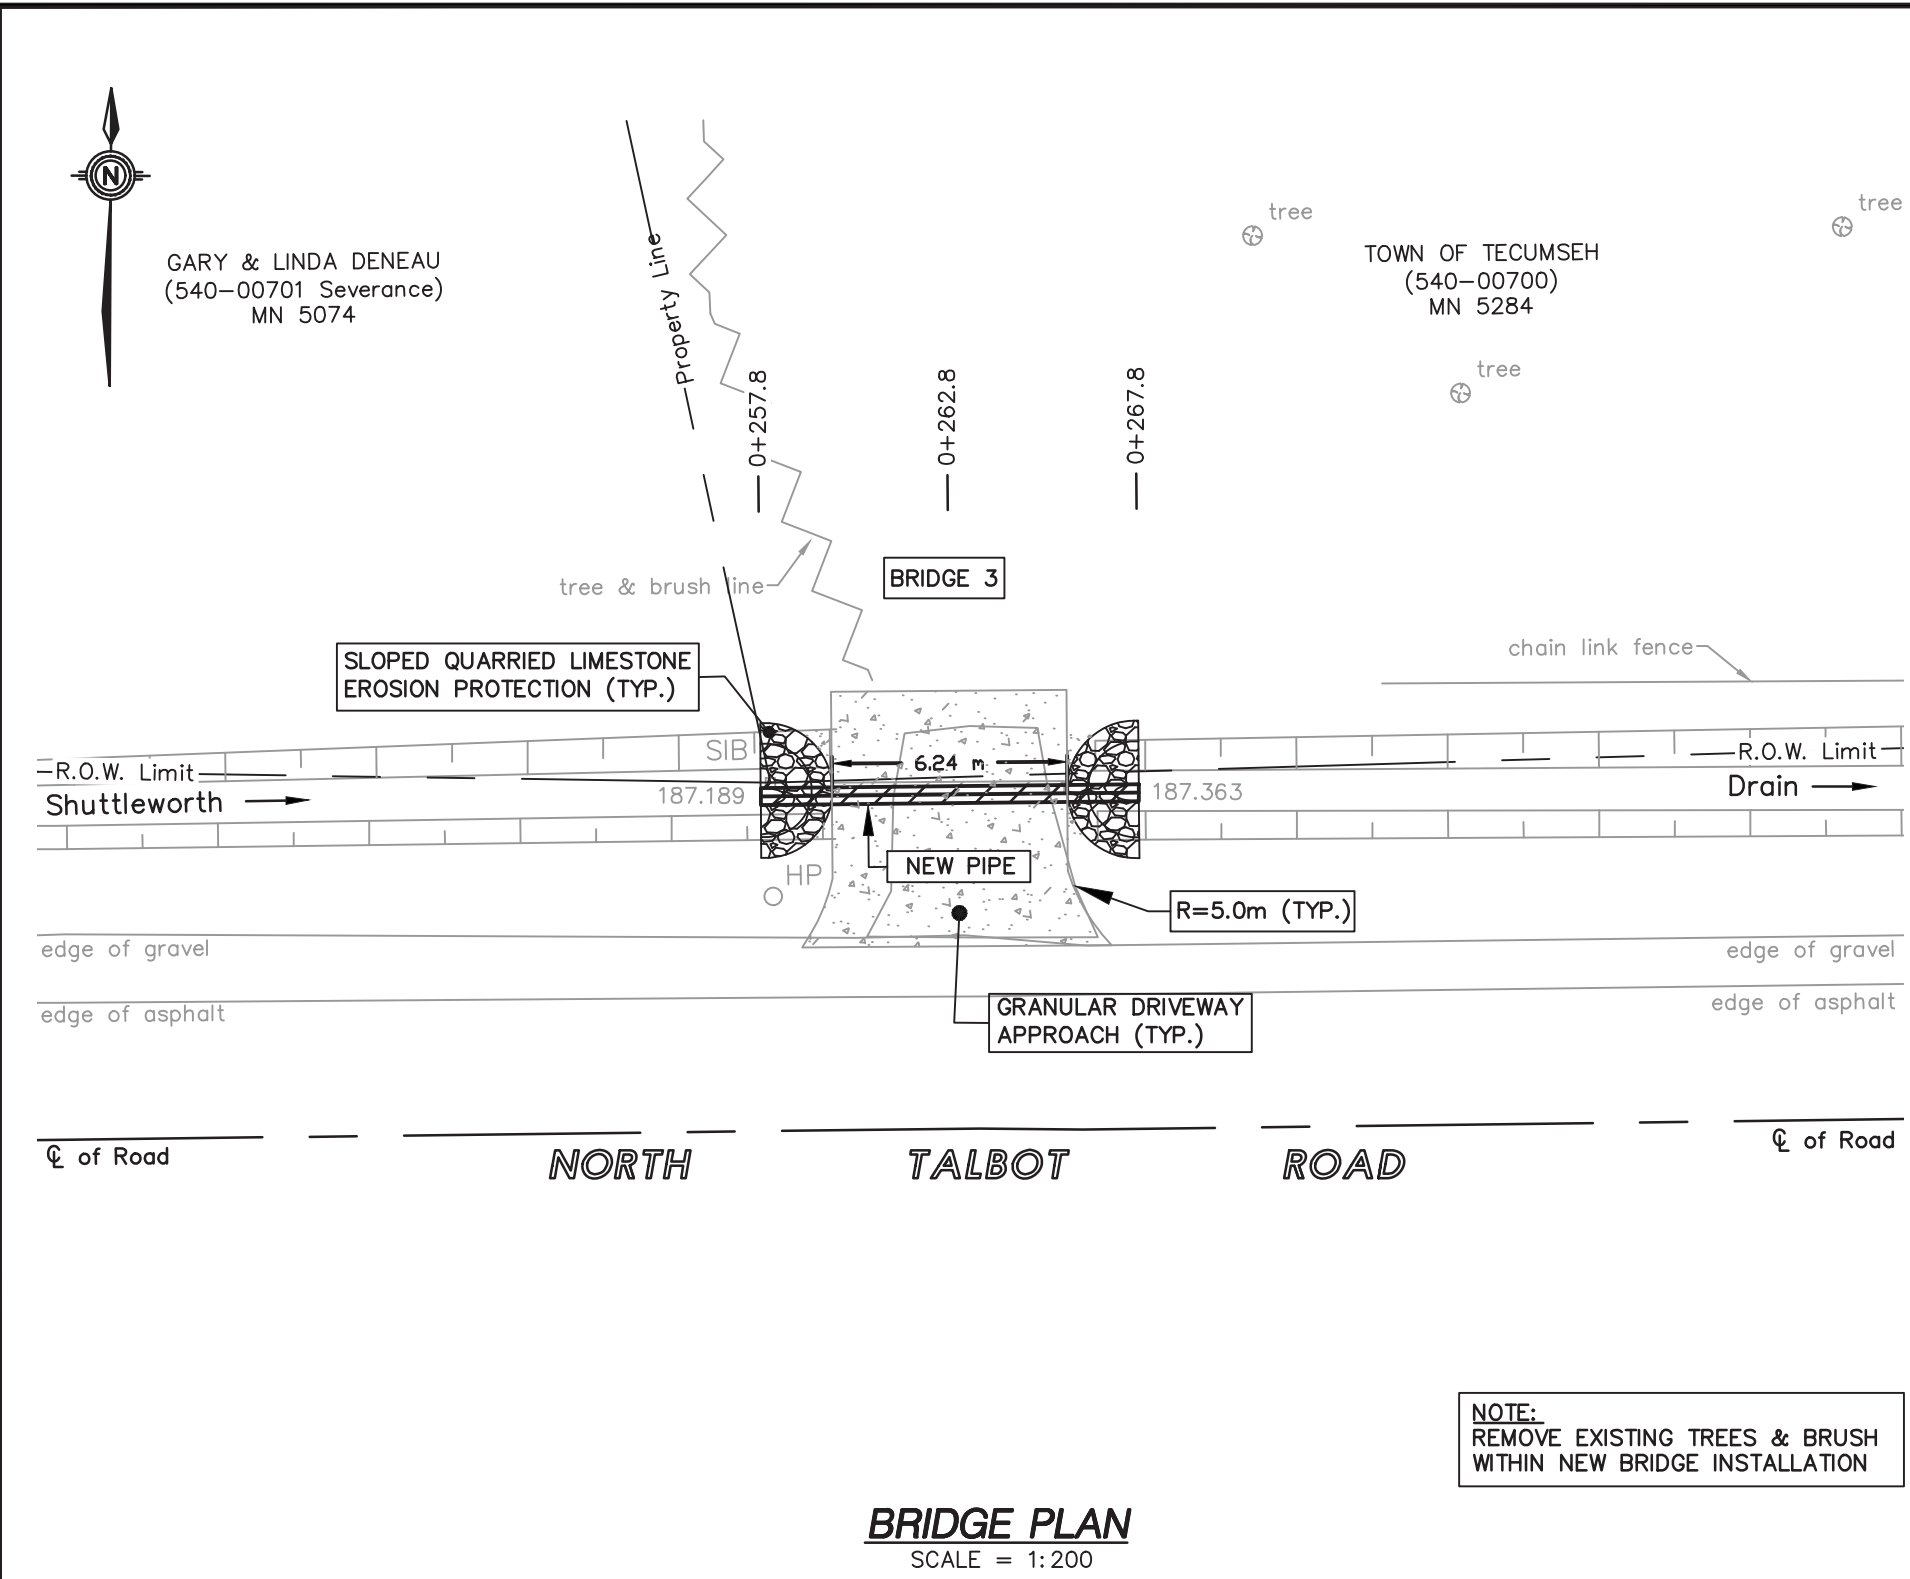 N
GARY & LINDA DENEAU
(540-00701 Severance)
MN 5074
Property Line
tree
tree
TOWN OF TECUMSEH
(540-00700)
MN 5284
tree
0+257.8
0+262.8
0+267.8
BRIDGE 3
tree & brush line
SLOPED QUARRIED LIMESTONE
EROSION PROTECTION (TYP.)
chain link fence
SIB
R.O.W. Limit
6.24 m
R.O.W. Limit
Shuttleworth
187.189
187.363
Drain
HP
NEW PIPE
R=5.0m (TYP.)
edge of gravel
edge of gravel
GRANULAR DRIVEWAY
APPROACH (TYP.)
edge of asphalt
edge of asphalt
℄ of Road
℄ of Road
NORTH TALBOT ROAD
NOTE:
REMOVE EXISTING TREES & BRUSH
WITHIN NEW BRIDGE INSTALLATION
BRIDGE PLAN
SCALE = 1:200